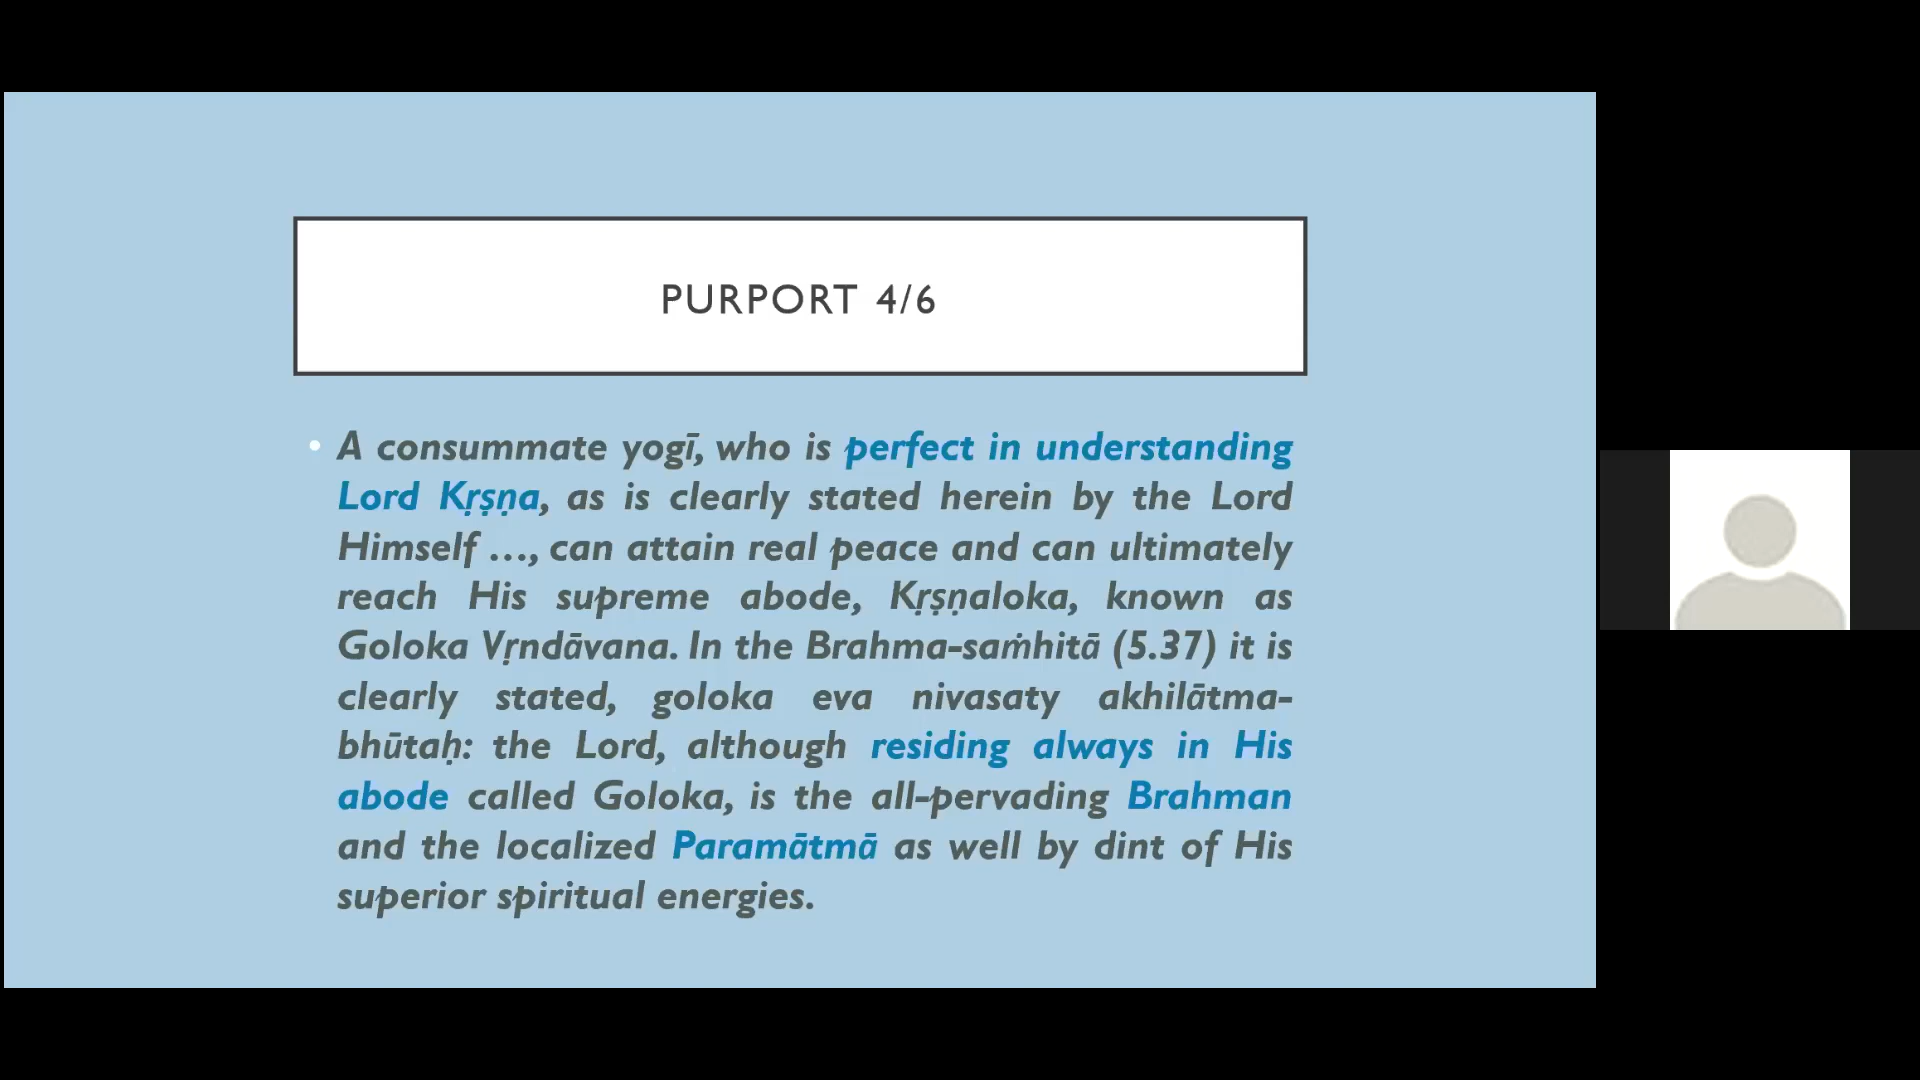 PURPORT 4/6
• A consummate yogī, who is perfect in understanding
Lord Kṛṣṇa, as is clearly stated herein by the Lord
Himself …, can attain real peace and can ultimately
reach His supreme abode, Kṛṣṇaloka, known as
Goloka Vṛndāvana. In the Brahma-saṁhitā (5.37) it is
clearly stated, goloka eva nivasaty akhilātma-
bhūtaḥ: the Lord, although residing always in His
abode called Goloka, is the all-pervading Brahman
and the localized Paramātmā as well by dint of His
superior spiritual energies.